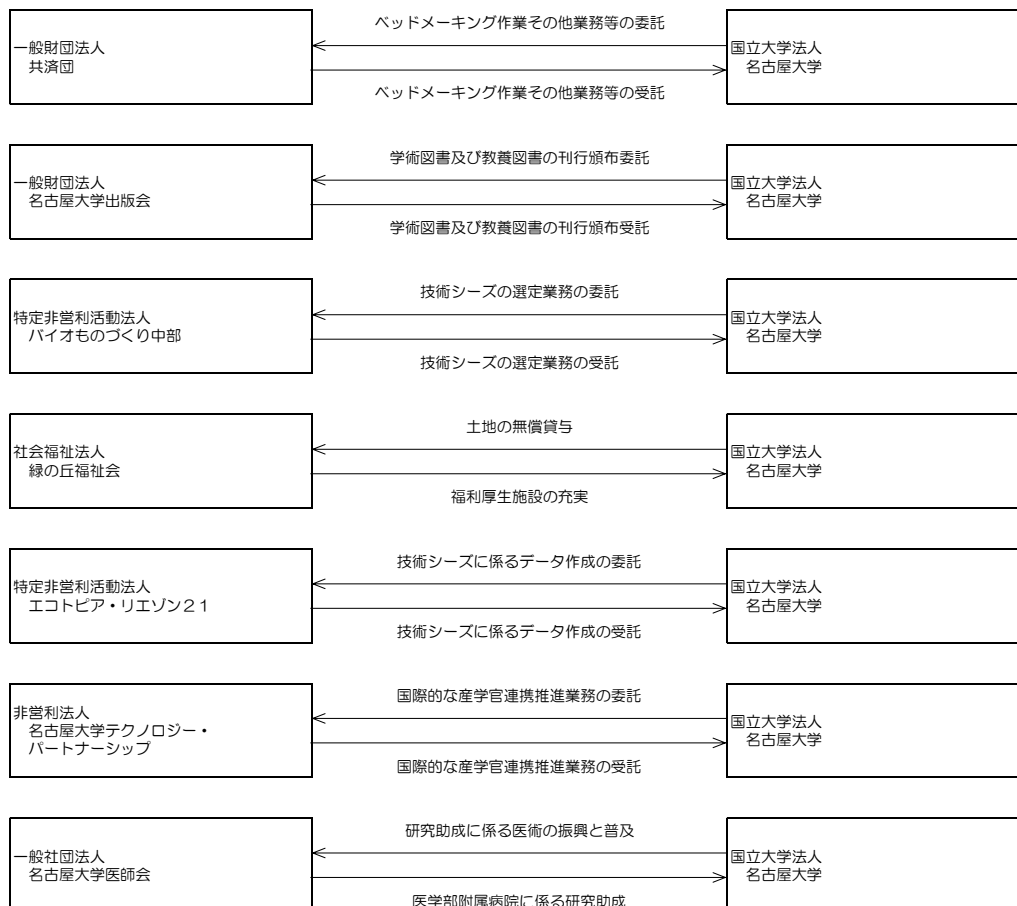 ベッドメーキング作業その他業務等の委託
一般財団法人
共済団
国立大学法人
名古屋大学
ベッドメーキング作業その他業務等の受託
学術図書及び教養図書の刊行頒布委託
一般財団法人
名古屋大学出版会
国立大学法人
名古屋大学
学術図書及び教養図書の刊行頒布受託
技術シーズの選定業務の委託
特定非営利活動法人
バイオものづくり中部
国立大学法人
名古屋大学
技術シーズの選定業務の受託
土地の無償貸与
社会福祉法人
緑の丘福祉会
国立大学法人
名古屋大学
福利厚生施設の充実
技術シーズに係るデータ作成の委託
特定非営利活動法人
エコトピア・リエゾン21
国立大学法人
名古屋大学
技術シーズに係るデータ作成の受託
国際的な産学官連携推進業務の委託
非営利法人
名古屋大学テクノロジー・
パートナーシップ
国立大学法人
名古屋大学
国際的な産学官連携推進業務の受託
研究助成に係る医術の振興と普及
一般社団法人
名古屋大学医師会
国立大学法人
名古屋大学
医学部附属病院に係る研究助成